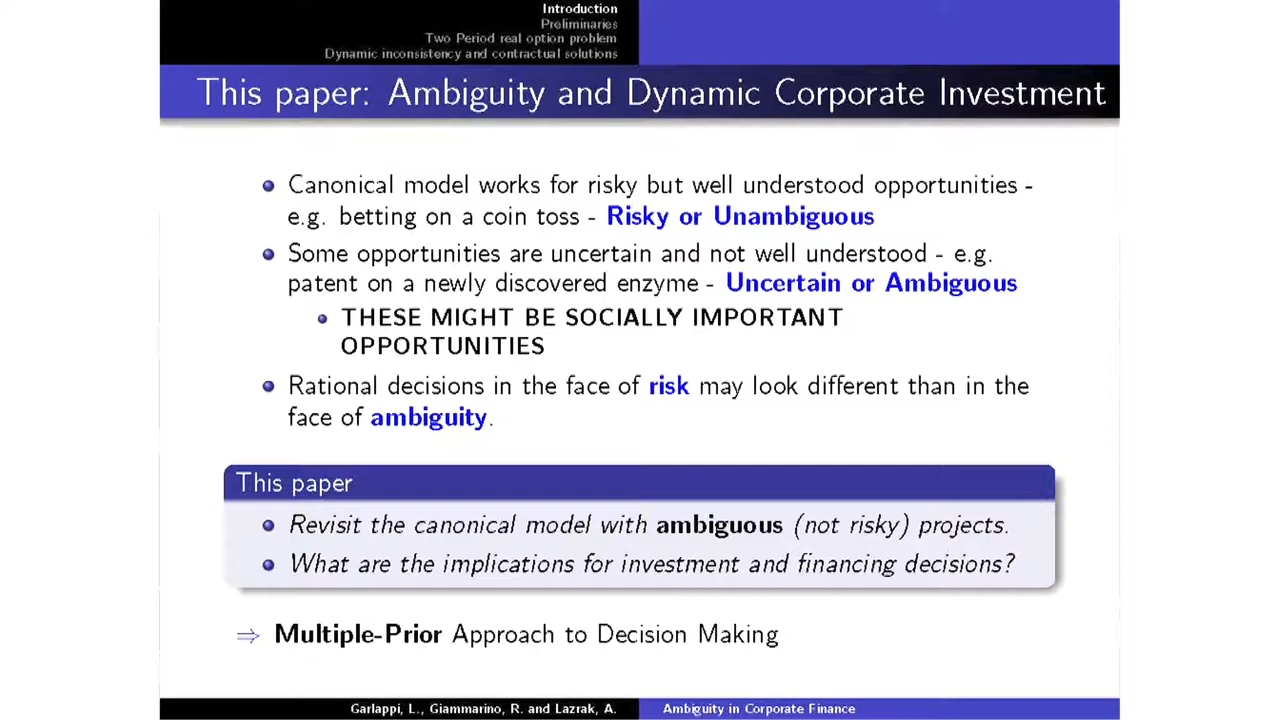 Introduction
Preliminaries
Two Period real option problem
Dynamic inconsistency and contractual solutions
This paper: Ambiguity and Dynamic Corporate Investment
Canonical model works for risky but well understood opportunities -
e.g. betting on a coin toss - Risky or Unambiguous
Some opportunities are uncertain and not well understood - e.g.
patent on a newly discovered enzyme - Uncertain or Ambiguous
THESE MIGHT BE SOCIALLY IMPORTANT
OPPORTUNITIES
Rational decisions in the face of risk may look different than in the
face of ambiguity.
This paper
Revisit the canonical model with ambiguous (not risky) projects.
What are the implications for investment and financing decisions?
⇒ Multiple-Prior Approach to Decision Making
Garlappi, L., Giammarino, R. and Lazrak, A. Ambiguity in Corporate Finance